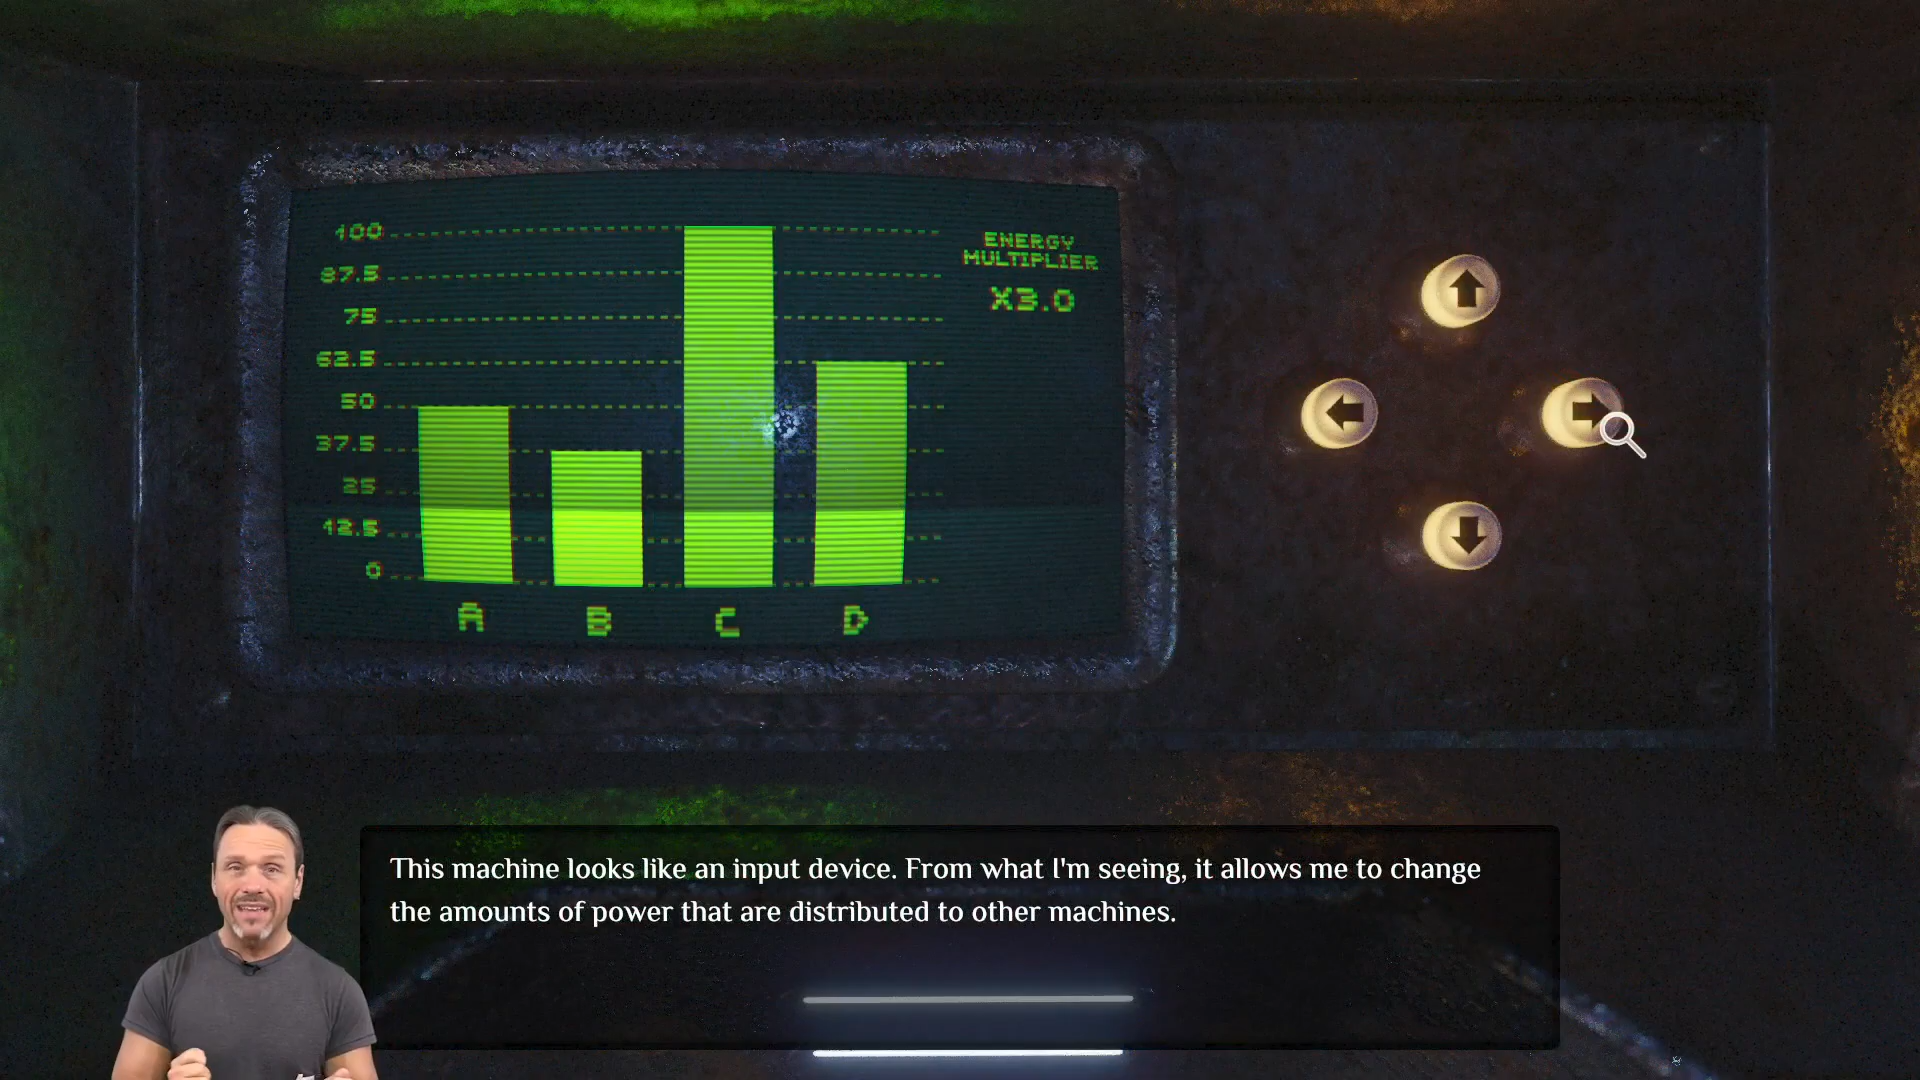 100
87.5
75
62.5
50
37.5
25
12.5
0
A B C D
ENERGY
MULTIPLIER
X3.0
This machine looks like an input device. From what I'm seeing, it allows me to change
the amounts of power that are distributed to other machines.